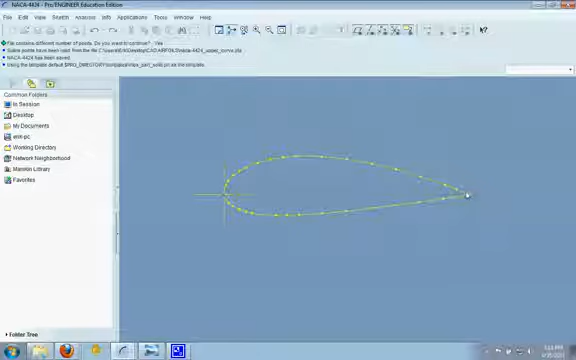 NACA-4424 - Pro/ENGINEER Education Edition
File Edit View Sketch Analysis Info Applications Tools Window Help
File contains different number of points. Do you want to continue? Yes
NACA-4424 has been saved.
Common Folders
In Session
Desktop
My Documents
Working Directory
Network Neighborhood
Manikin Library
Favorites
Folder Tree